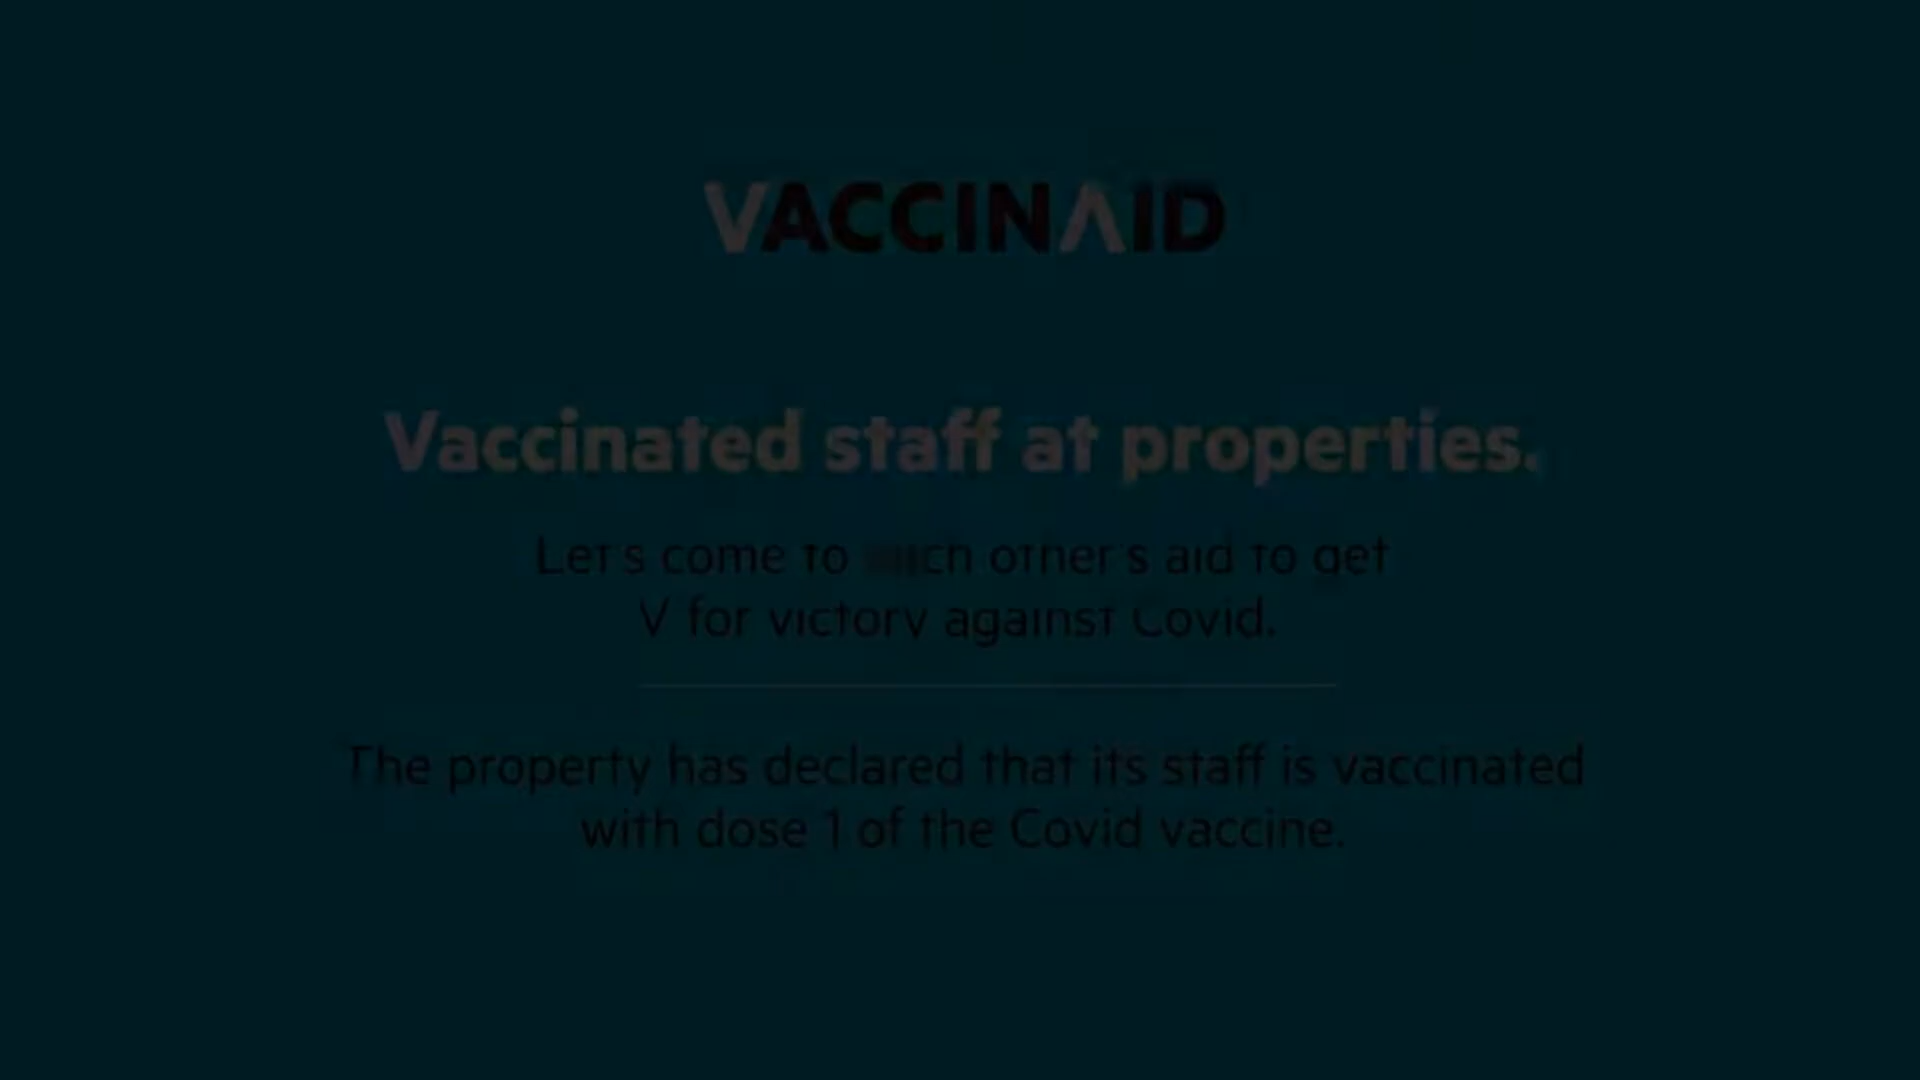 VACCINAID
Vaccinated staff at properties.
Let's come to each other's aid to get
V for victory against Covid.
The property has declared that its staff is vaccinated
with dose 1 of the Covid vaccine.